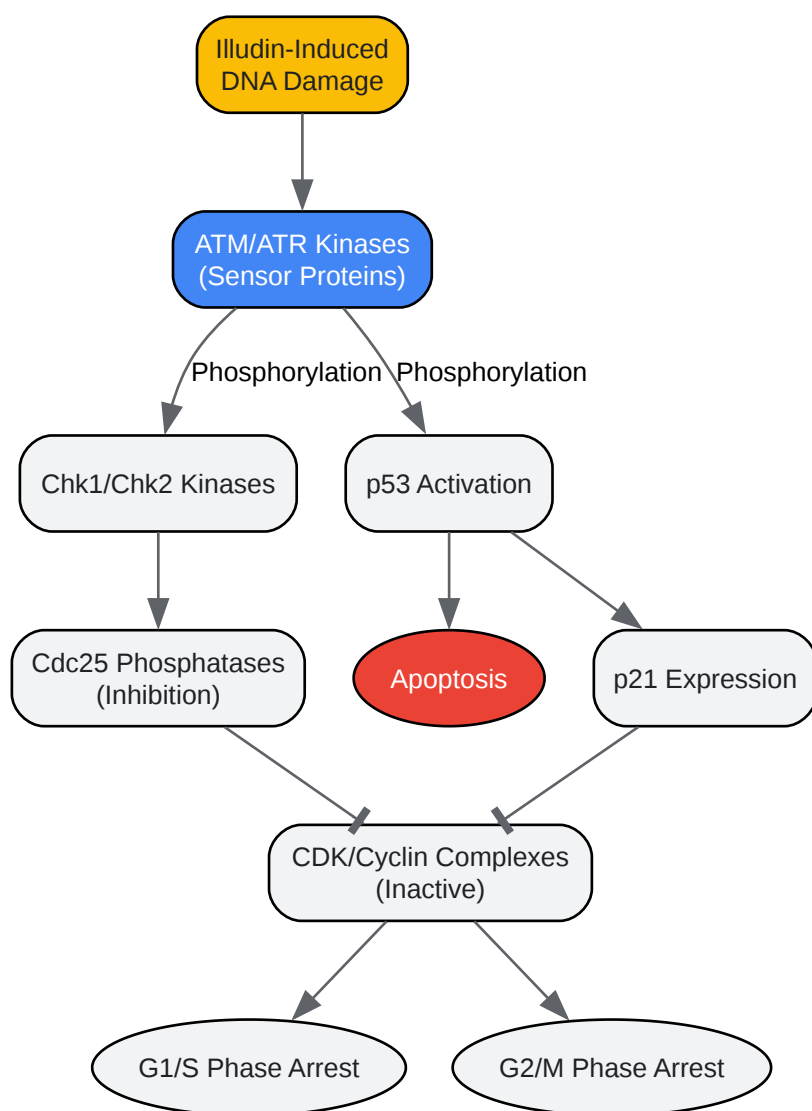 Illudin-Induced
DNA Damage
ATM/ATR Kinases
(Sensor Proteins)
Phosphorylation
Phosphorylation
Chk1/Chk2 Kinases
p53 Activation
Cdc25 Phosphatases
(Inhibition)
Apoptosis
p21 Expression
CDK/Cyclin Complexes
(Inactive)
G1/S Phase Arrest
G2/M Phase Arrest